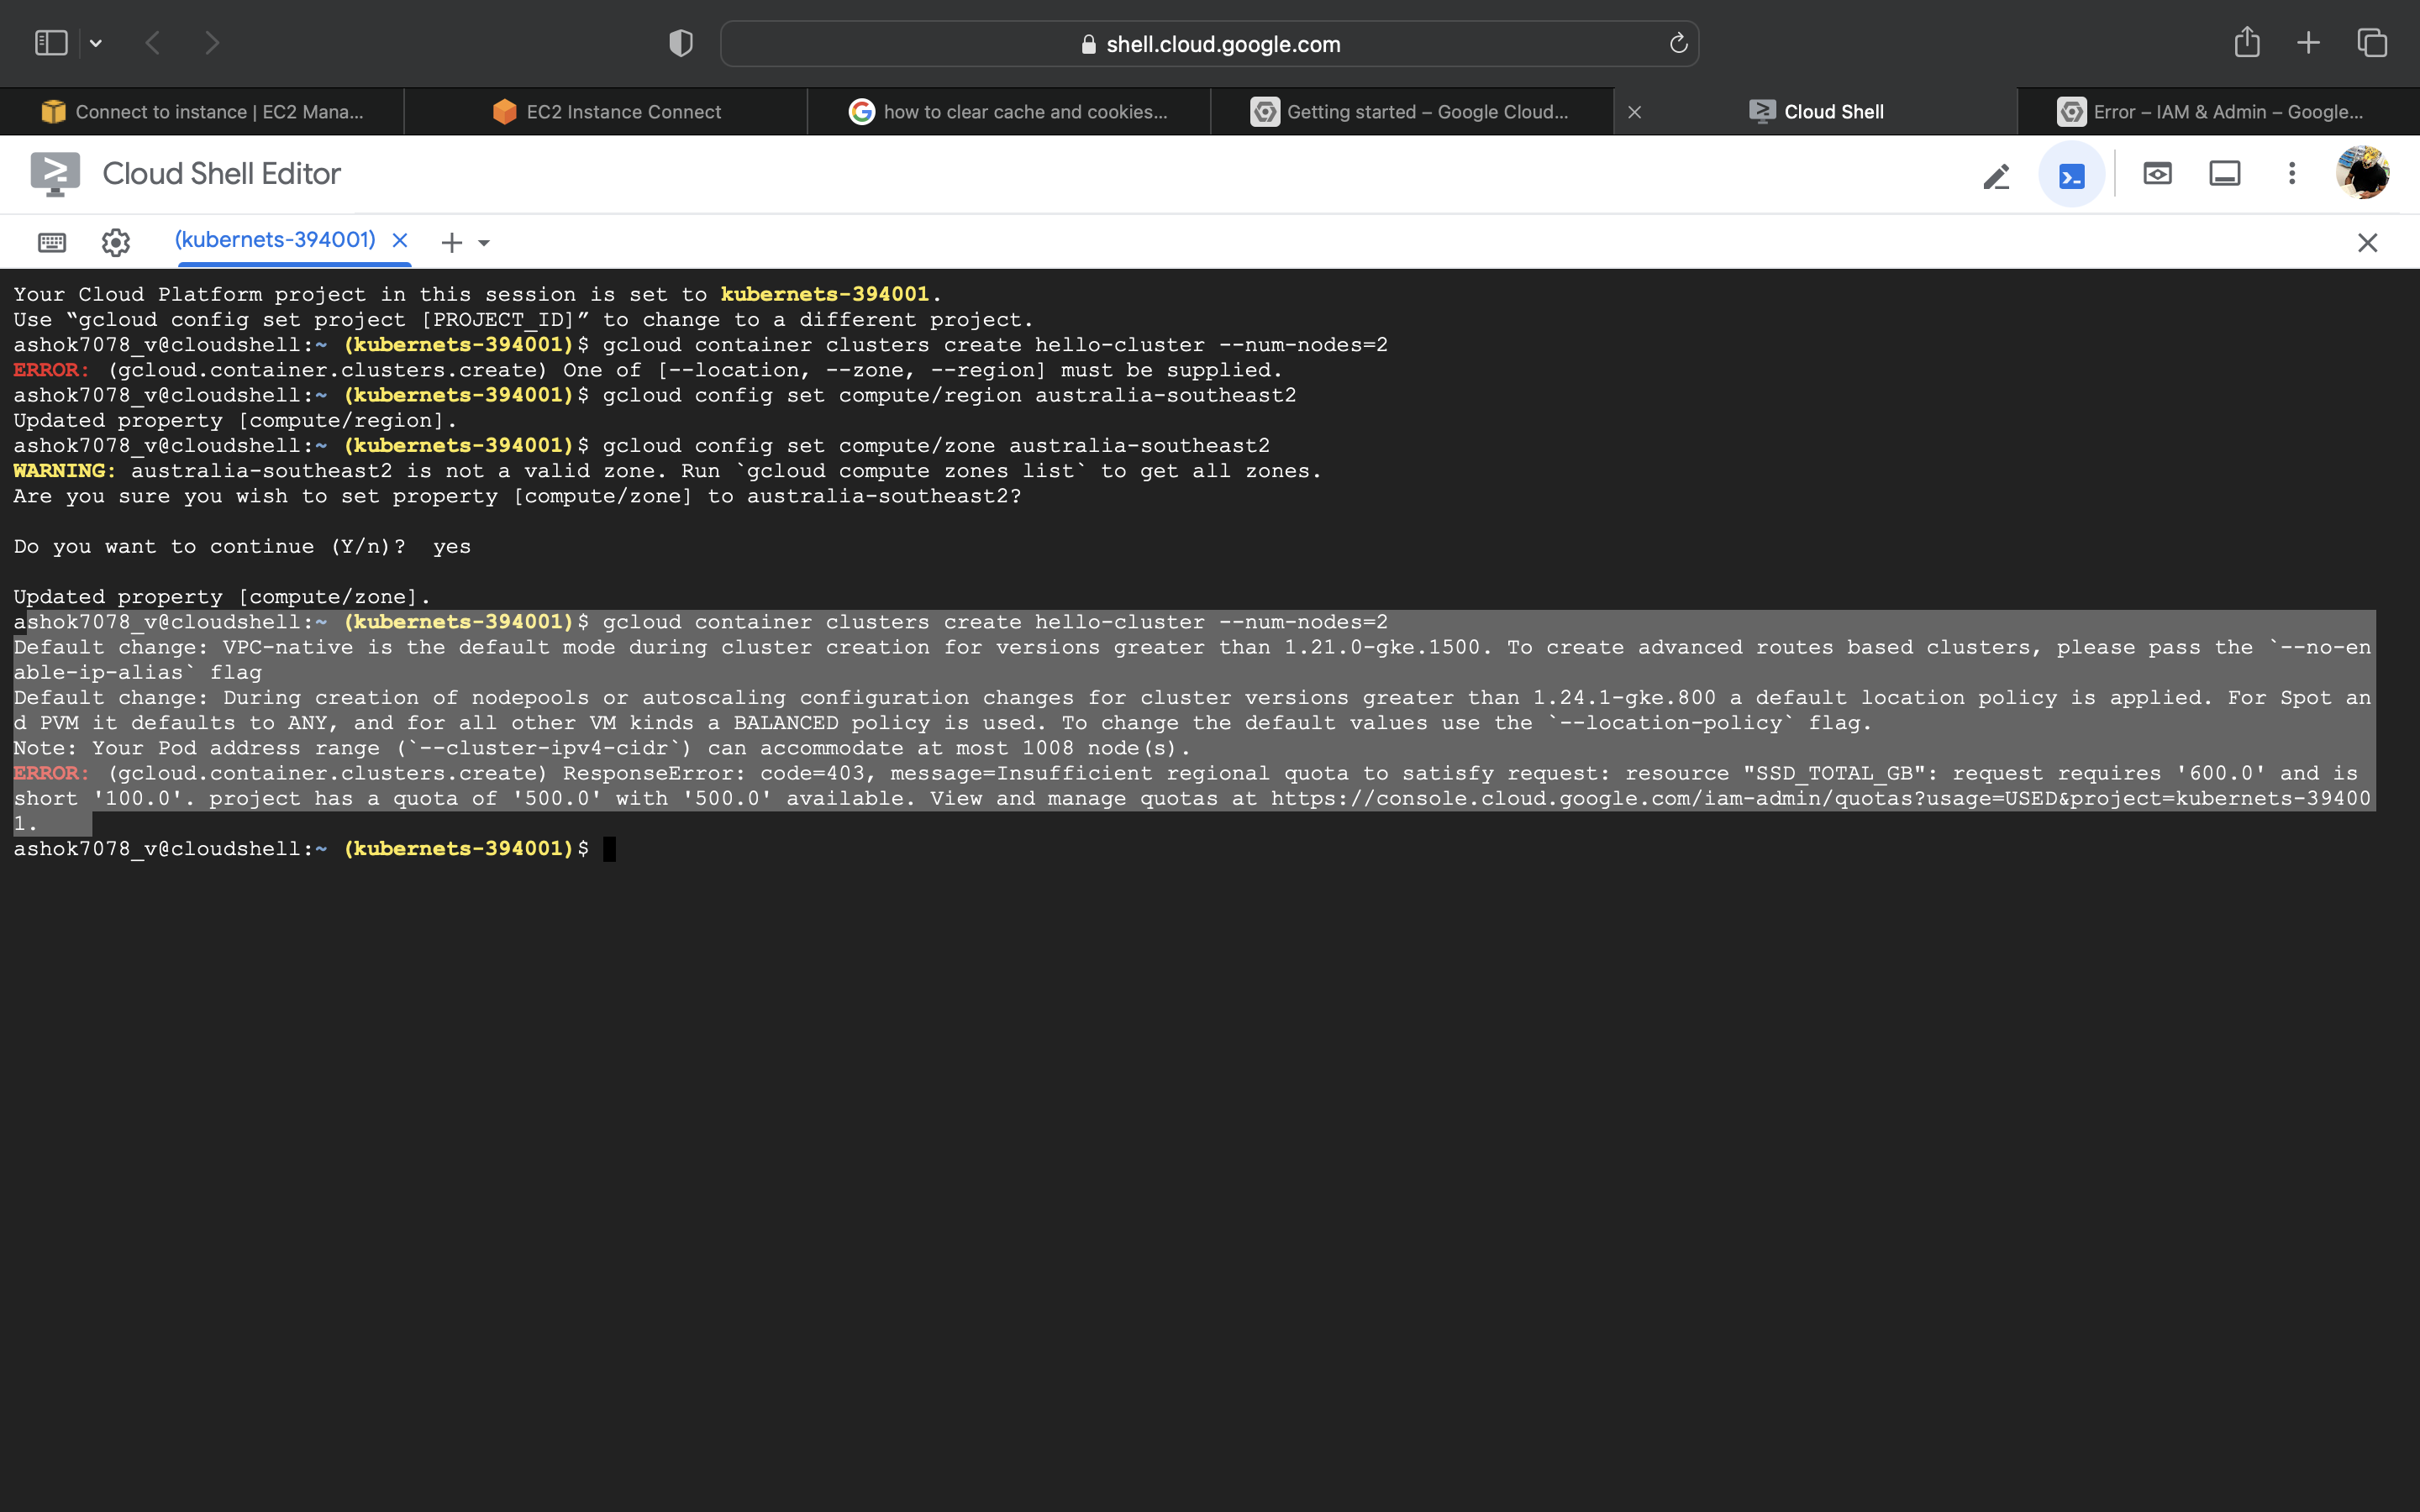 shell.cloud.google.com
Connect to instance | EC2 Mana...
EC2 Instance Connect
how to clear cache and cookies...
Getting started – Google Cloud...
Cloud Shell
Error – IAM & Admin – Google...
Cloud Shell Editor
(kubernets-394001)
Your Cloud Platform project in this session is set to kubernets-394001.
Use “gcloud config set project [PROJECT_ID]” to change to a different project.
ashok7078_v@cloudshell:~ (kubernets-394001)$ gcloud container clusters create hello-cluster --num-nodes=2
ERROR: (gcloud.container.clusters.create) One of [--location, --zone, --region] must be supplied.
ashok7078_v@cloudshell:~ (kubernets-394001)$ gcloud config set compute/region australia-southeast2
Updated property [compute/region].
ashok7078_v@cloudshell:~ (kubernets-394001)$ gcloud config set compute/zone australia-southeast2
WARNING: australia-southeast2 is not a valid zone. Run `gcloud compute zones list` to get all zones.
Are you sure you wish to set property [compute/zone] to australia-southeast2?
Do you want to continue (Y/n)?  yes
Updated property [compute/zone].
ashok7078_v@cloudshell:~ (kubernets-394001)$ gcloud container clusters create hello-cluster --num-nodes=2
Default change: VPC-native is the default mode during cluster creation for versions greater than 1.21.0-gke.1500. To create advanced routes based clusters, please pass the `--no-en
able-ip-alias` flag
Default change: During creation of nodepools or autoscaling configuration changes for cluster versions greater than 1.24.1-gke.800 a default location policy is applied. For Spot an
d PVM it defaults to ANY, and for all other VM kinds a BALANCED policy is used. To change the default values use the `--location-policy` flag.
Note: Your Pod address range (`--cluster-ipv4-cidr`) can accommodate at most 1008 node(s).
ERROR: (gcloud.container.clusters.create) ResponseError: code=403, message=Insufficient regional quota to satisfy request: resource "SSD_TOTAL_GB": request requires '600.0' and is
short '100.0'. project has a quota of '500.0' with '500.0' available. View and manage quotas at https://console.cloud.google.com/iam-admin/quotas?usage=USED&project=kubernets-39400
1.
ashok7078_v@cloudshell:~ (kubernets-394001)$